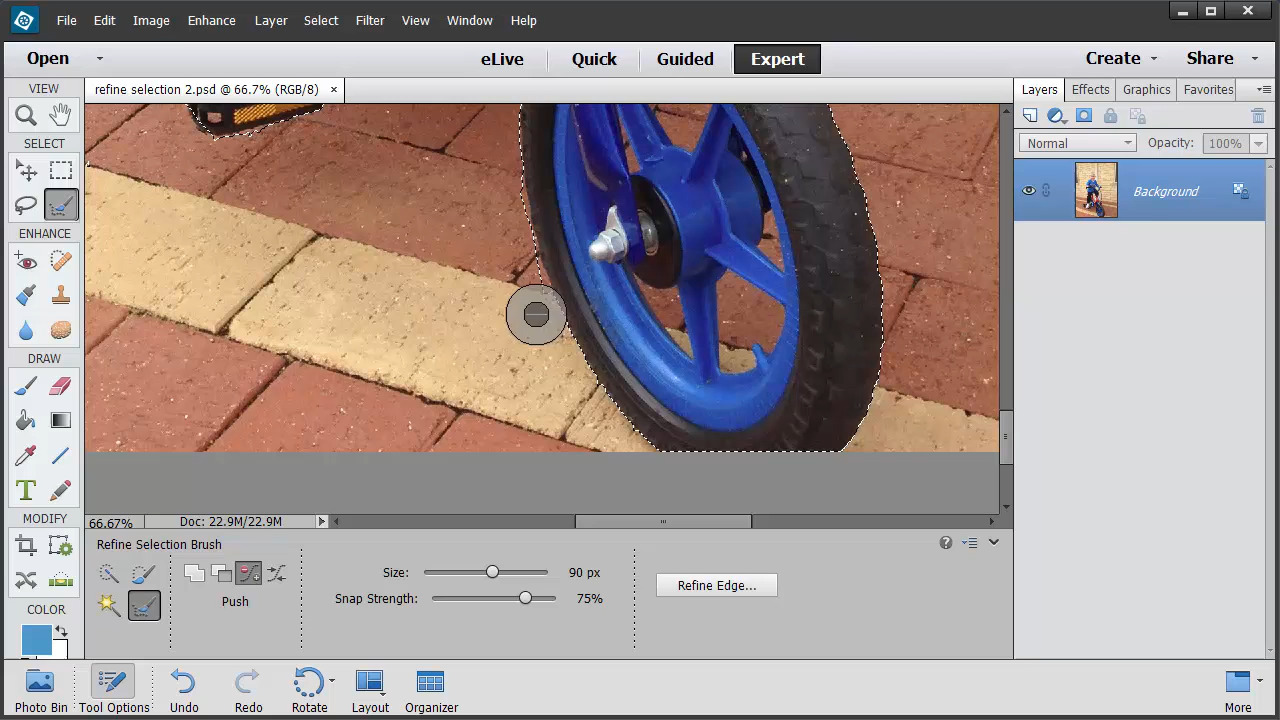 File Edit Image Enhance Layer Select Filter View Window Help
Open eLive Quick Guided Expert Create Share
VIEW
refine selection 2.psd @ 66.7% (RGB/8) ×
Layers Effects Graphics Favorites
SELECT
Normal Opacity: 100%
Background
ENHANCE
DRAW
T
MODIFY
66.67% Doc: 22.9M/22.9M
Refine Selection Brush
Size: 90 px
Refine Edge...
Push
Snap Strength: 75%
COLOR
Photo Bin Tool Options Undo Redo Rotate Layout Organizer More